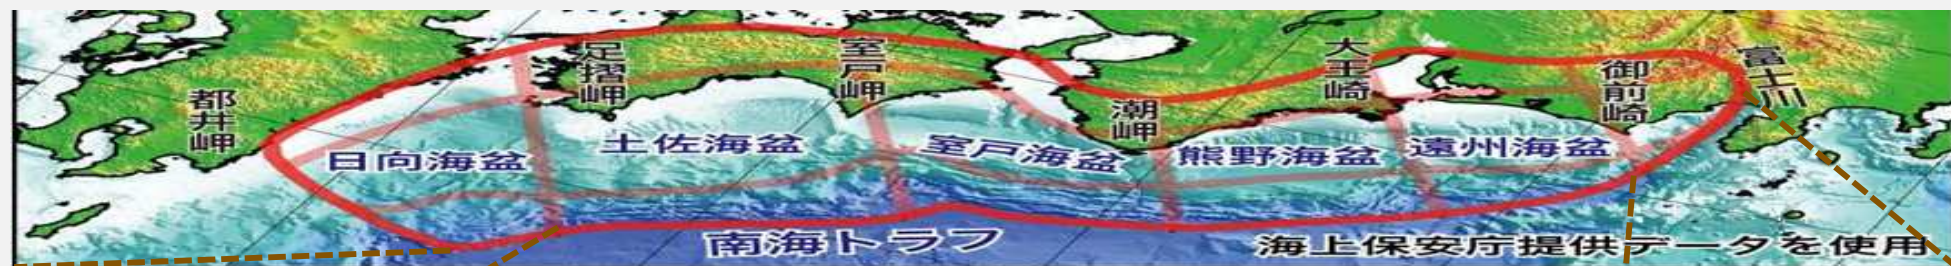 都井岬
足摺岬
室戸岬
潮岬
大王崎
御前崎
富士川
日向海盆
土佐海盆
室戸海盆
熊野海盆
遠州海盆
南海トラフ
海上保安庁提供データを使用